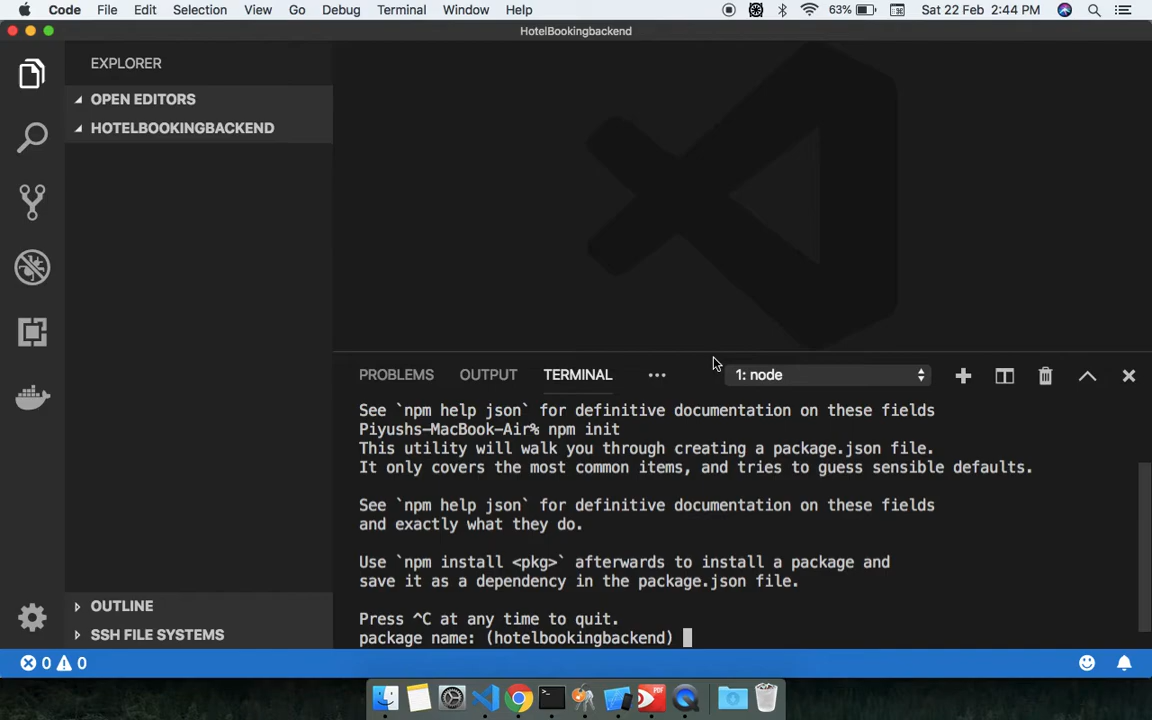 Code File Edit Selection View Go Debug Terminal Window Help 63% Sat 22 Feb 2:44 PM
HotelBookingbackend
EXPLORER
OPEN EDITORS
HOTELBOOKINGBACKEND
OUTLINE
SSH FILE SYSTEMS
PROBLEMS OUTPUT TERMINAL ··· 1: node
See `npm help json` for definitive documentation on these fields
Piyushs-MacBook-Air% npm init
This utility will walk you through creating a package.json file.
It only covers the most common items, and tries to guess sensible defaults.
See `npm help json` for definitive documentation on these fields
and exactly what they do.
Use `npm install <pkg>` afterwards to install a package and
save it as a dependency in the package.json file.
Press ^C at any time to quit.
package name: (hotelbookingbackend)
0 0
PDF